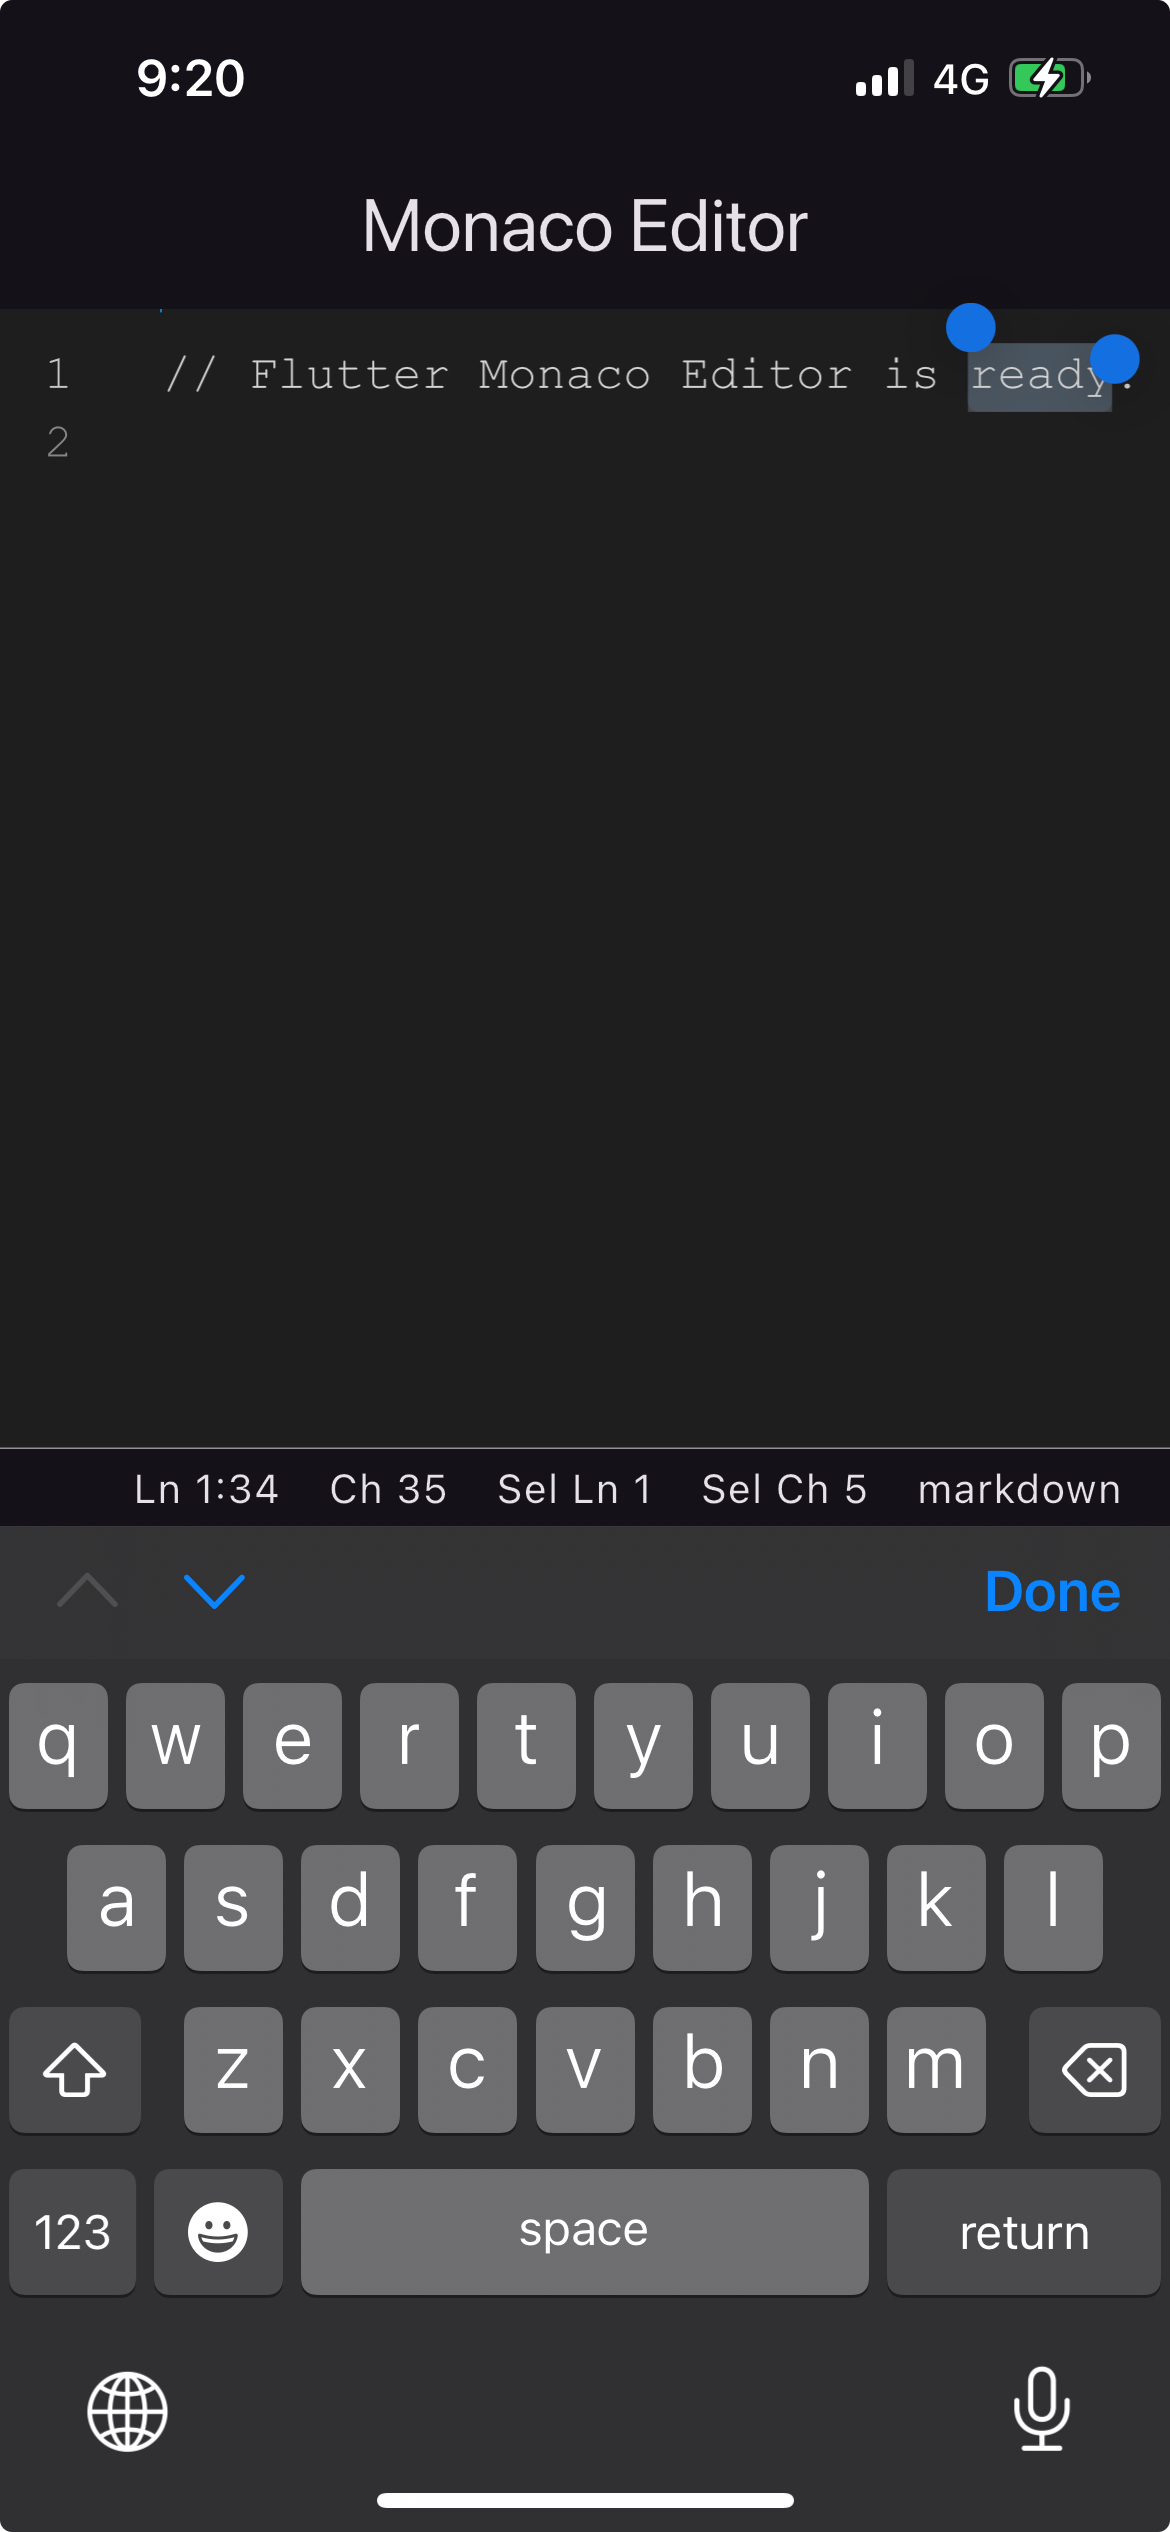 9:20 4G
Monaco Editor
1 // Flutter Monaco Editor is ready.
2
Ln 1:34 Ch 35 Sel Ln 1 Sel Ch 5 markdown
Done
q w e r t y u i o p
a s d f g h j k l
z x c v b n m
123 space return